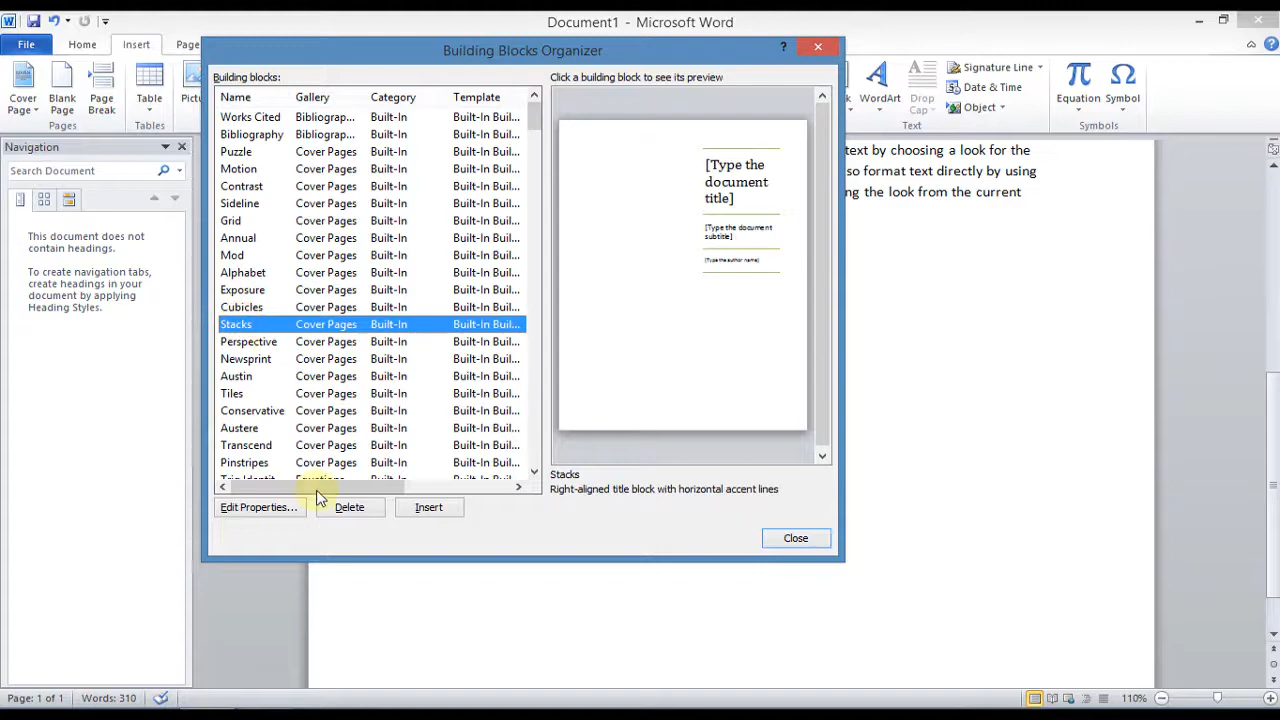 Document1 - Microsoft Word
File Home Insert Page
Cover Page
Blank Page
Page Break
Table
Pictu
Pages
Tables
WordArt
Drop Cap
Signature Line
Date & Time
Object
Text
Equation
Symbol
Symbols
Navigation
Search Document
This document does not
contain headings.
To create navigation tabs,
create headings in your
document by applying
Heading Styles.
Building Blocks Organizer
Building blocks:
Click a building block to see its preview
Name Gallery Category Template
Works Cited Bibliograp... Built-In Built-In Buil...
Bibliography Bibliograp... Built-In Built-In Buil...
Puzzle Cover Pages Built-In Built-In Buil...
Motion Cover Pages Built-In Built-In Buil...
Contrast Cover Pages Built-In Built-In Buil...
Sideline Cover Pages Built-In Built-In Buil...
Grid Cover Pages Built-In Built-In Buil...
Annual Cover Pages Built-In Built-In Buil...
Mod Cover Pages Built-In Built-In Buil...
Alphabet Cover Pages Built-In Built-In Buil...
Exposure Cover Pages Built-In Built-In Buil...
Cubicles Cover Pages Built-In Built-In Buil...
Stacks Cover Pages Built-In Built-In Buil...
Perspective Cover Pages Built-In Built-In Buil...
Newsprint Cover Pages Built-In Built-In Buil...
Austin Cover Pages Built-In Built-In Buil...
Tiles Cover Pages Built-In Built-In Buil...
Conservative Cover Pages Built-In Built-In Buil...
Austere Cover Pages Built-In Built-In Buil...
Transcend Cover Pages Built-In Built-In Buil...
Pinstripes Cover Pages Built-In Built-In Buil...
[Type the
document
title]
[Type the document
subtitle]
[Type the author name]
Stacks
Right-aligned title block with horizontal accent lines
Edit Properties... Delete Insert
Close
text by choosing a look for the
so format text directly by using
ng the look from the current
Page: 1 of 1 Words: 310 110%